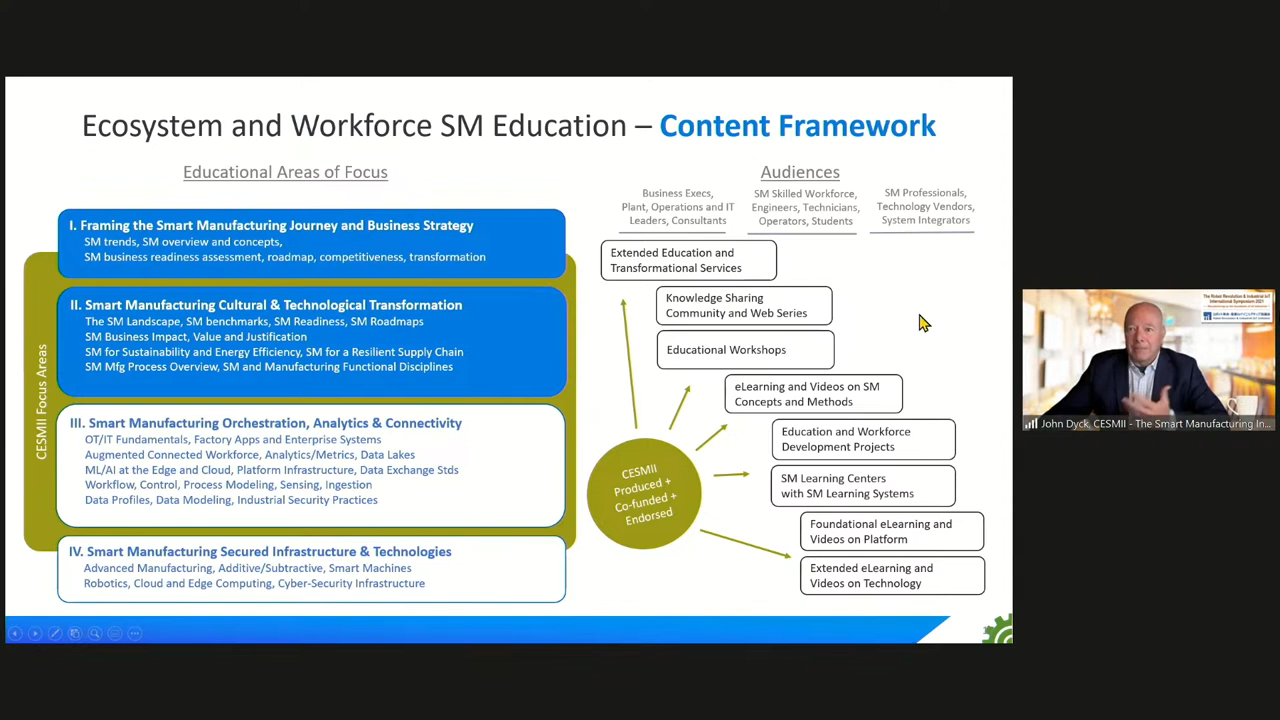 Ecosystem and Workforce SM Education – Content Framework
Educational Areas of Focus
I. Framing the Smart Manufacturing Journey and Business Strategy
SM trends, SM overview and concepts,
SM business readiness assessment, roadmap, competitiveness, transformation
II. Smart Manufacturing Cultural & Technological Transformation
The SM Landscape, SM benchmarks, SM Readiness, SM Roadmaps
SM Business Impact, Value and Justification
SM for Sustainability and Energy Efficiency, SM for a Resilient Supply Chain
SM Mfg Process Overview, SM and Manufacturing Functional Disciplines
CESMII Focus Areas
III. Smart Manufacturing Orchestration, Analytics & Connectivity
OT/IT Fundamentals, Factory Apps and Enterprise Systems
Augmented Connected Workforce, Analytics/Metrics, Data Lakes
ML/AI at the Edge and Cloud, Platform Infrastructure, Data Exchange Stds
Workflow, Control, Process Modeling, Sensing, Ingestion
Data Profiles, Data Modeling, Industrial Security Practices
IV. Smart Manufacturing Secured Infrastructure & Technologies
Advanced Manufacturing, Additive/Subtractive, Smart Machines
Robotics, Cloud and Edge Computing, Cyber-Security Infrastructure
Audiences
Business Execs,
Plant, Operations and IT
Leaders, Consultants
SM Skilled Workforce,
Engineers, Technicians,
Operators, Students
SM Professionals,
Technology Vendors,
System Integrators
Extended Education and
Transformational Services
Knowledge Sharing
Community and Web Series
Educational Workshops
eLearning and Videos on SM
Concepts and Methods
Education and Workforce
Development Projects
SM Learning Centers
with SM Learning Systems
Foundational eLearning and
Videos on Platform
Extended eLearning and
Videos on Technology
CESMII
Produced +
Co-funded +
Endorsed
The Robot Revolution & Industrial IoT
International Symposium 2021
John Dyck, CESMII - The Smart Manufacturing In...